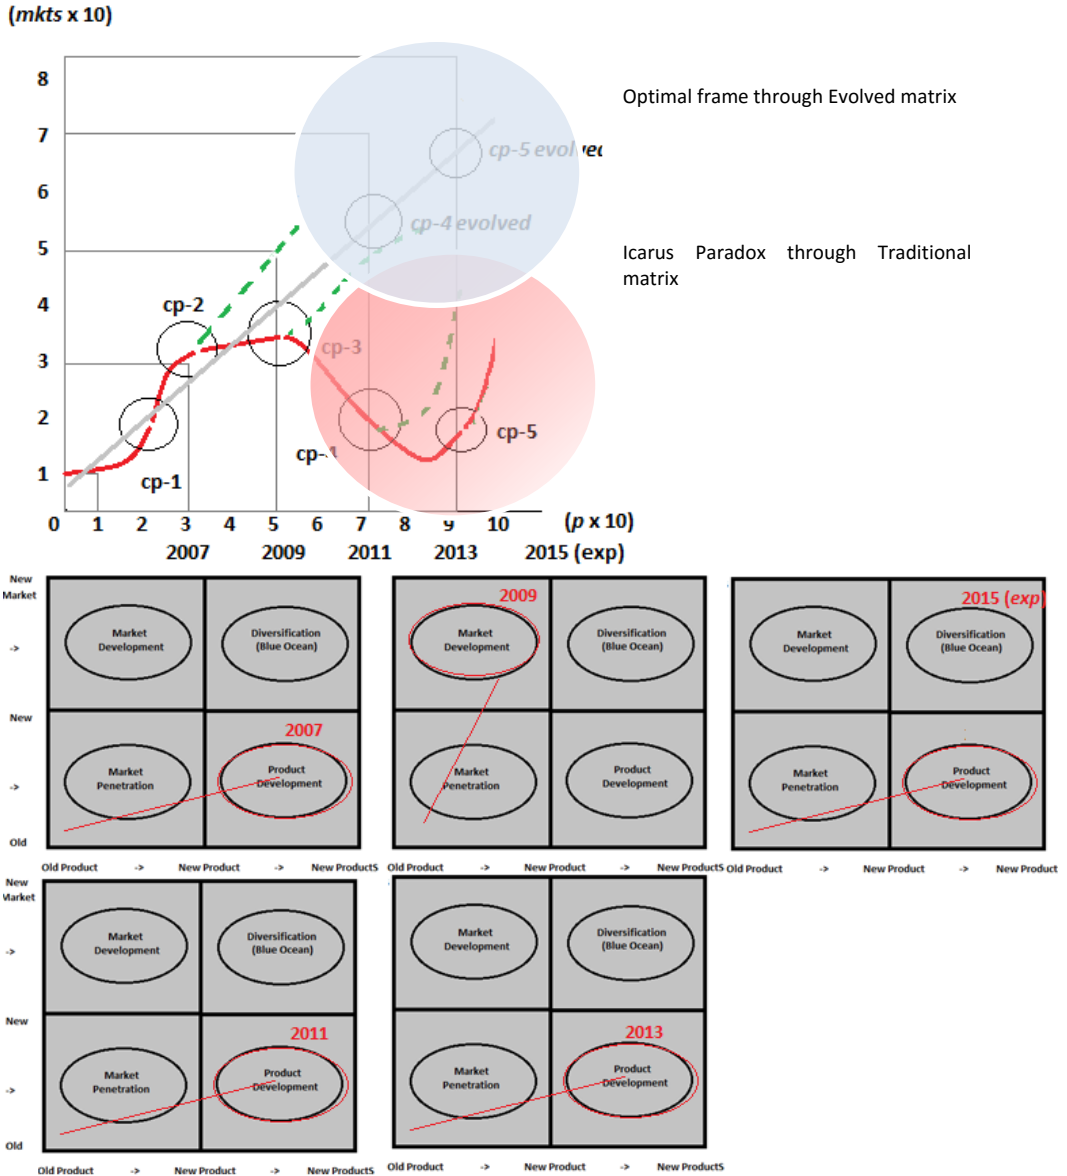 (mkts x 10)
8
Optimal frame through Evolved matrix
7
cp-5 evolved
6
cp-4 evolved
5
Icarus Paradox through Traditional
matrix
4
cp-2
cp-3
3
2
cp-5
cp-4
1
cp-1
0 1 2 3 4 5 6 7 8 9 10 (p x 10)
2007 2009 2011 2013 2015 (exp)
New
Market
->
New
->
Old
Market
Development
Diversification
(Blue Ocean)
2007
Market
Penetration
Product
Development
Old Product -> New Product -> New ProductS
2009
Market
Development
Diversification
(Blue Ocean)
Market
Penetration
Product
Development
Old Product -> New Product -> New ProductS
2015 (exp)
Market
Development
Diversification
(Blue Ocean)
Market
Penetration
Product
Development
Old Product -> New Product -> New Product
New
Market
->
New
->
Old
Market
Development
Diversification
(Blue Ocean)
2011
Market
Penetration
Product
Development
Old Product -> New Product -> New ProductS
Market
Development
Diversification
(Blue Ocean)
2013
Market
Penetration
Product
Development
Old Product -> New Product -> New ProductS